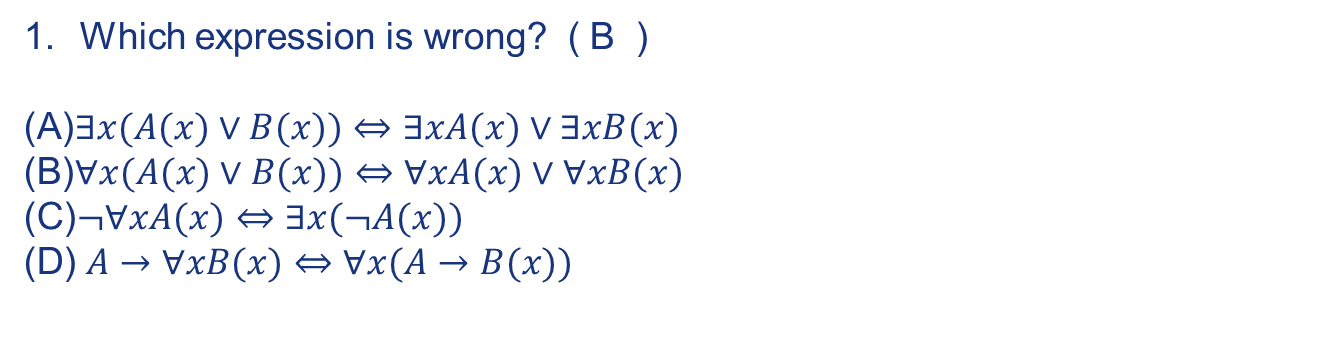 1. Which expression is wrong? ( B )
(A)∃x(A(x) ∨ B(x)) ⇔ ∃xA(x) ∨ ∃xB(x)
(B)∀x(A(x) ∨ B(x)) ⇔ ∀xA(x) ∨ ∀xB(x)
(C)¬∀xA(x) ⇔ ∃x(¬A(x))
(D) A → ∀xB(x) ⇔ ∀x(A → B(x))